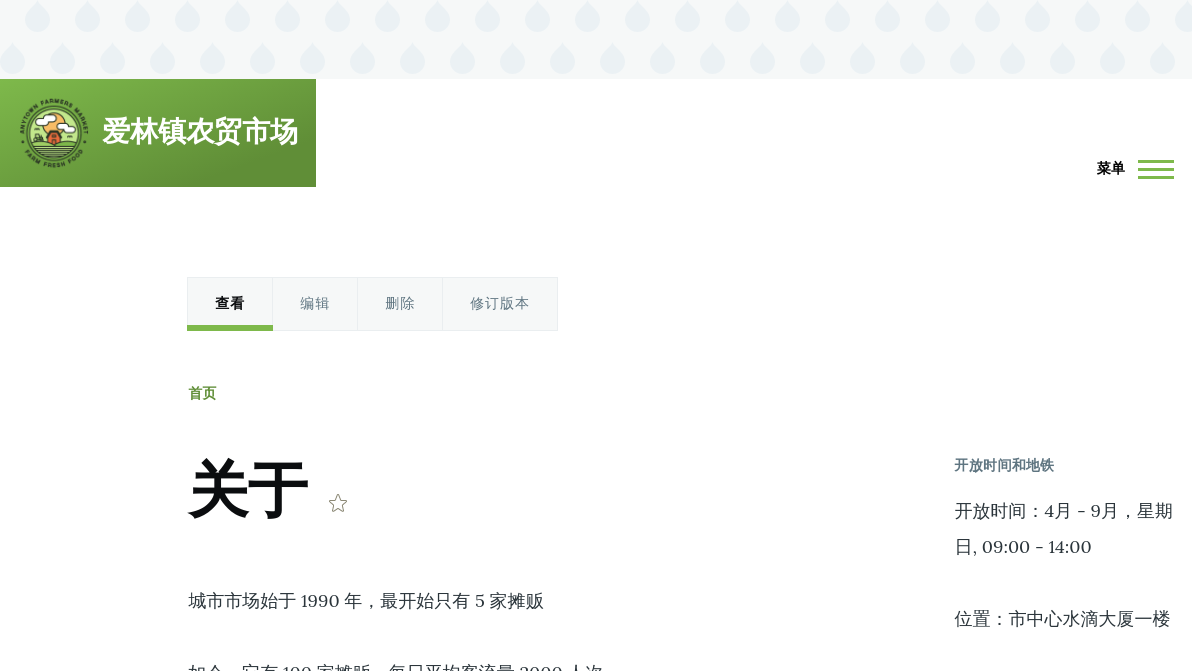 ANYTOWN FARMERS MARKET
FARM FRESH FOOD
爱林镇农贸市场
菜单
查看 编辑 删除 修订版本
首页
关于
城市市场始于 1990 年，最开始只有 5 家摊贩
如今，它有 100 家摊贩，每日平均客流量 2000 人次
开放时间和地铁
开放时间：4月 – 9月，星期
日, 09:00 – 14:00
位置：市中心水滴大厦一楼